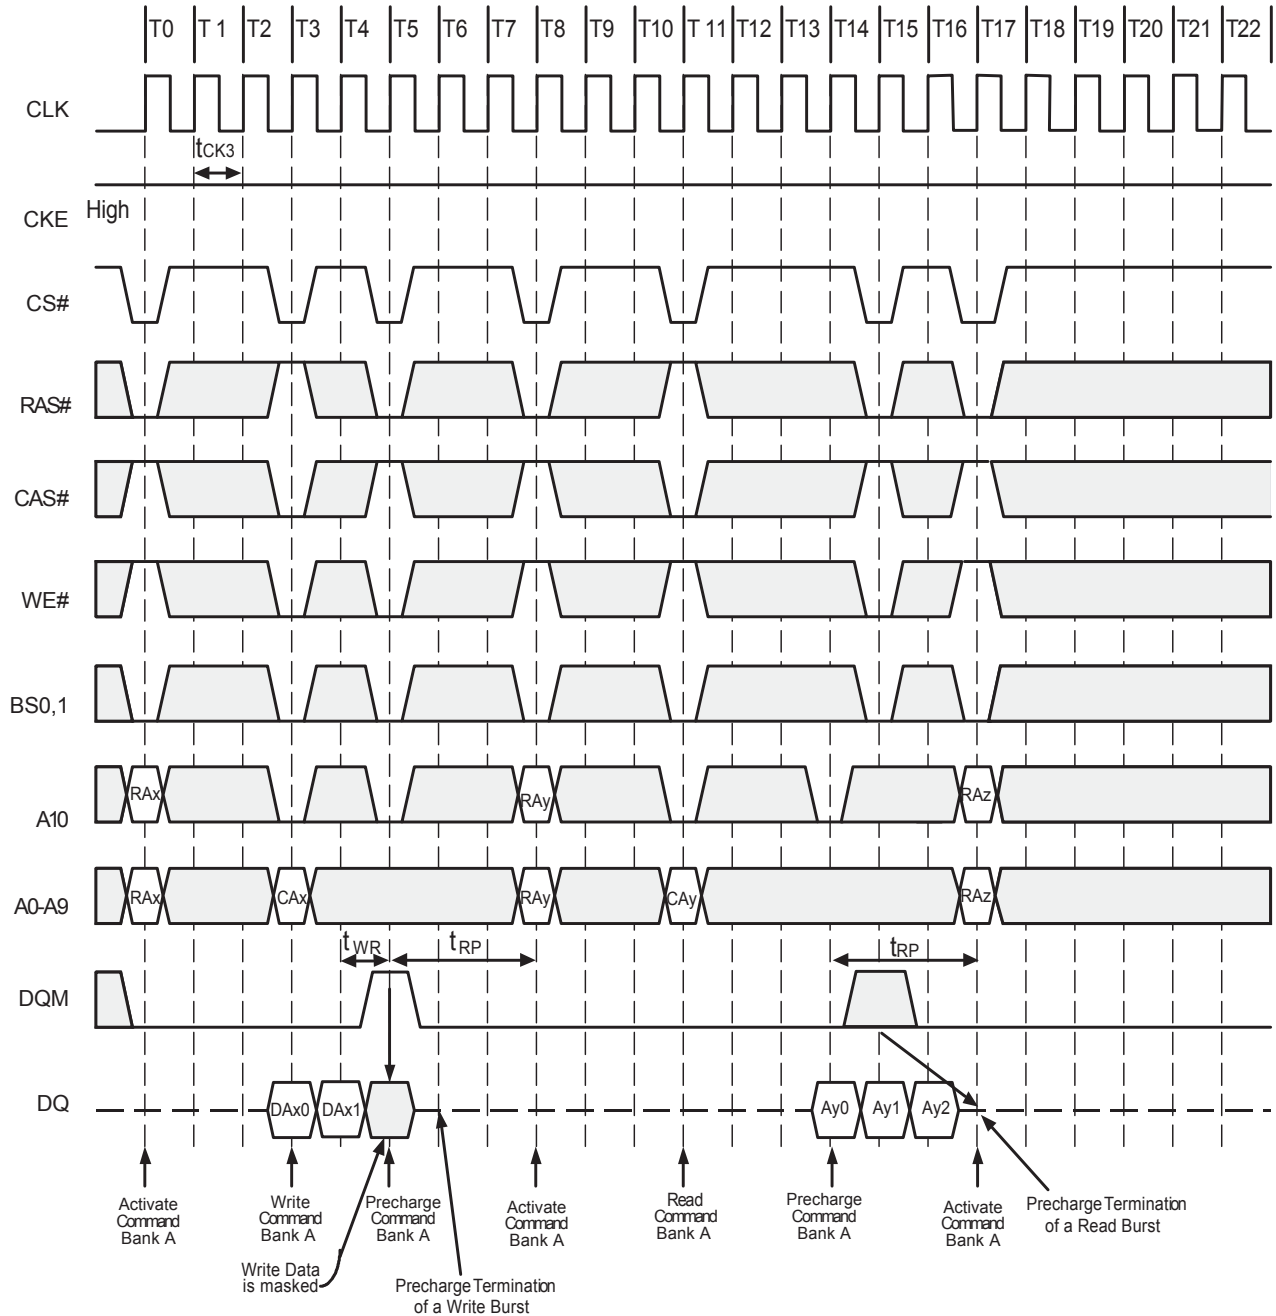 T0 T 1 T2 T3 T4 T5 T6 T7 T8 T9 T10 T 11 T12 T13 T14 T15 T16 T17 T18 T19 T20 T21 T22
CLK
tCK3
CKE High
CS#
RAS#
CAS#
WE#
BS0,1
A10 RAx RAy RAz
A0-A9 RAx CAx RAy CAy RAz
tWR tRP tRP
DQM
DQ DAx0 DAx1 Ay0 Ay1 Ay2
Activate
Command
Bank A
Write
Command
Bank A
Precharge
Command
Bank A
Activate
Command
Bank A
Read
Command
Bank A
Precharge
Command
Bank A
Activate
Command
Bank A
Precharge Termination
of a Read Burst
Write Data
is masked
Precharge Termination
of a Write Burst